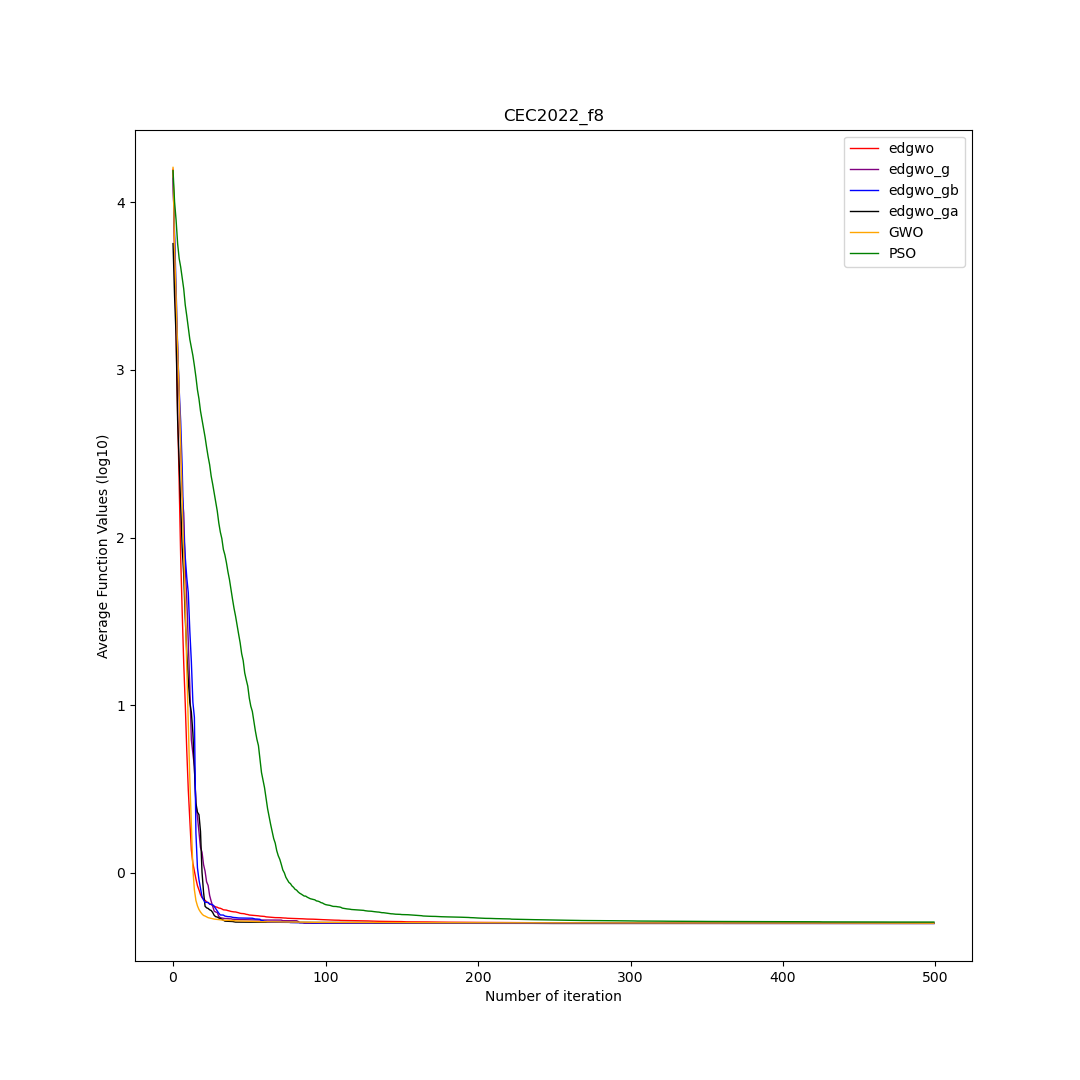 CEC2022_f8
edgwo
edgwo_g
edgwo_gb
edgwo_ga
GWO
PSO
Average Function Values (log10)
4
3
2
1
0
0 100 200 300 400 500
Number of iteration